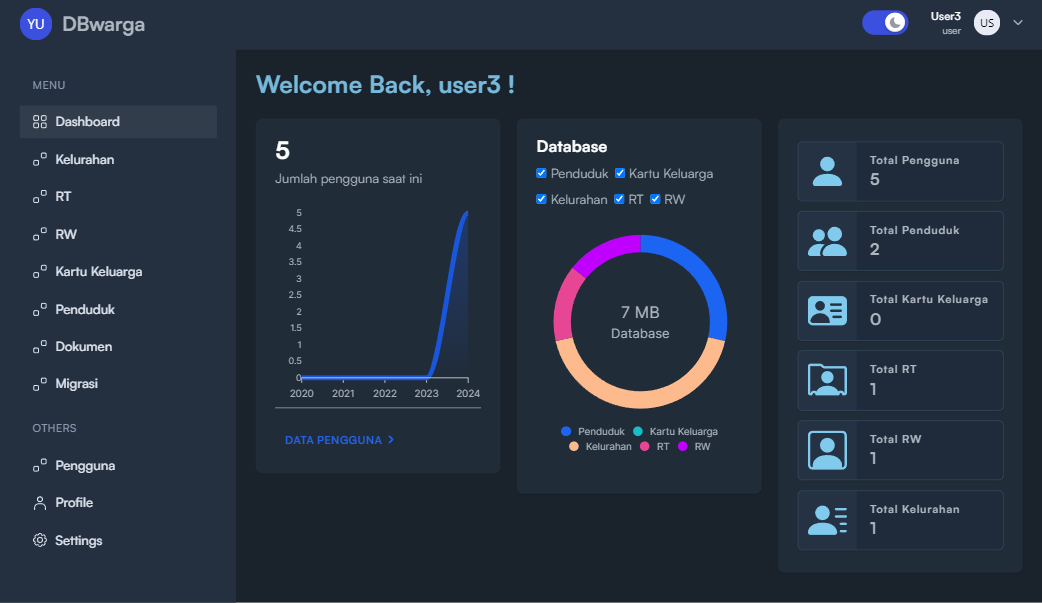 YU DBwarga
User3
user
US
MENU
Dashboard
Kelurahan
RT
RW
Kartu Keluarga
Penduduk
Dokumen
Migrasi
OTHERS
Pengguna
Profile
Settings
Welcome Back, user3 !
5
Jumlah pengguna saat ini
5
4.5
4
3.5
3
2.5
2
1.5
1
0.5
0
2020 2021 2022 2023 2024
DATA PENGGUNA
Database
Penduduk Kartu Keluarga
Kelurahan RT RW
7 MB
Database
Penduduk Kartu Keluarga
Kelurahan RT RW
Total Pengguna
5
Total Penduduk
2
Total Kartu Keluarga
0
Total RT
1
Total RW
1
Total Kelurahan
1